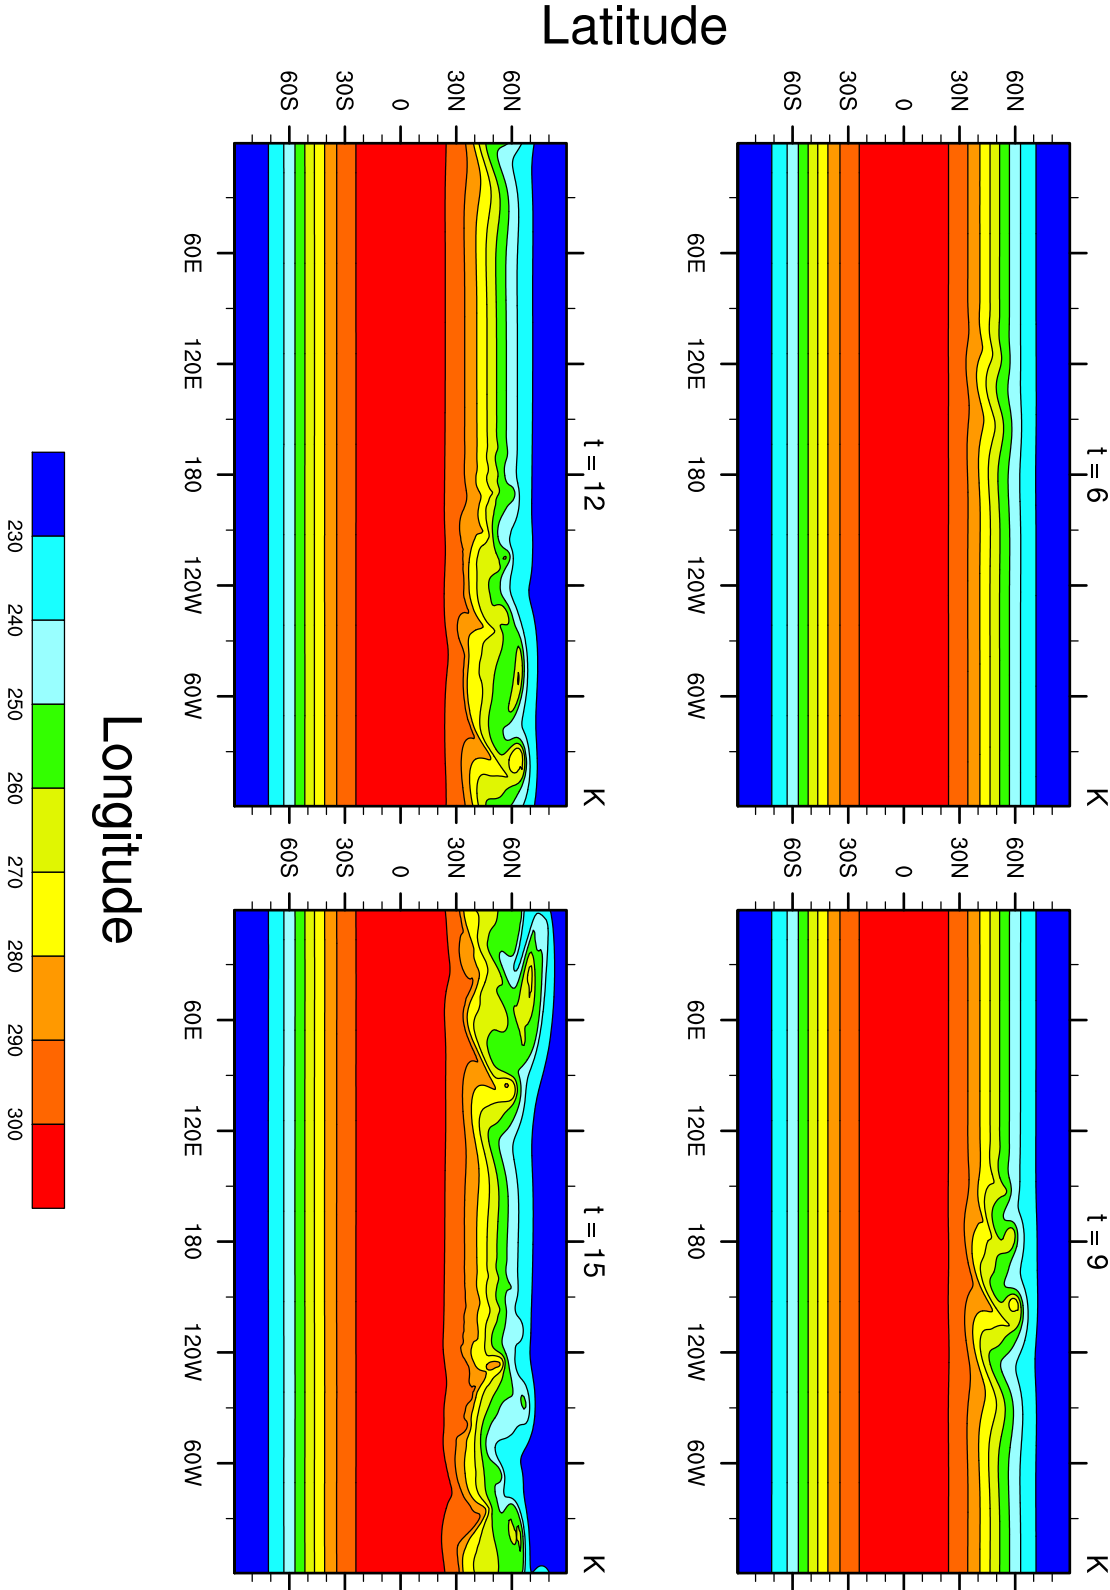 t = 6 K
60N
30N
0
30S
60S
60E 120E 180 120W 60W
t = 9 K
60N
30N
0
30S
60S
60E 120E 180 120W 60W
Latitude
t = 12 K
60N
30N
0
30S
60S
60E 120E 180 120W 60W
t = 15 K
60N
30N
0
30S
60S
60E 120E 180 120W 60W
Longitude
230 240 250 260 270 280 290 300